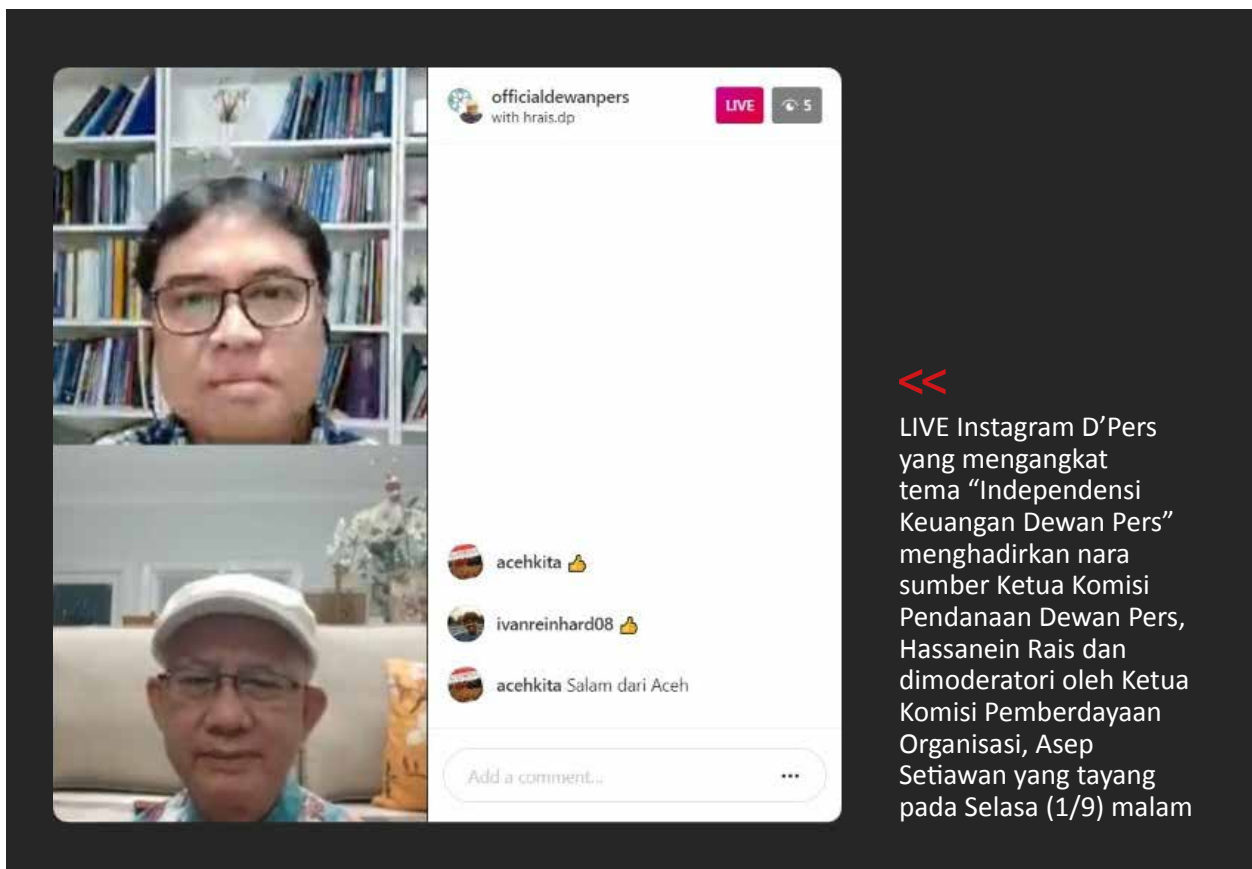 officialdewanpers
with hrais.dp
LIVE
5
acehkita 👍
ivanreinhard08 👍
acehkita Salam dari Aceh
Add a comment...
<<
LIVE Instagram D’Pers
yang mengangkat
tema “Independensi
Keuangan Dewan Pers”
menghadirkan nara
sumber Ketua Komisi
Pendanaan Dewan Pers,
Hassanein Rais dan
dimoderatori oleh Ketua
Komisi Pemberdayaan
Organisasi, Asep
Setiawan yang tayang
pada Selasa (1/9) malam